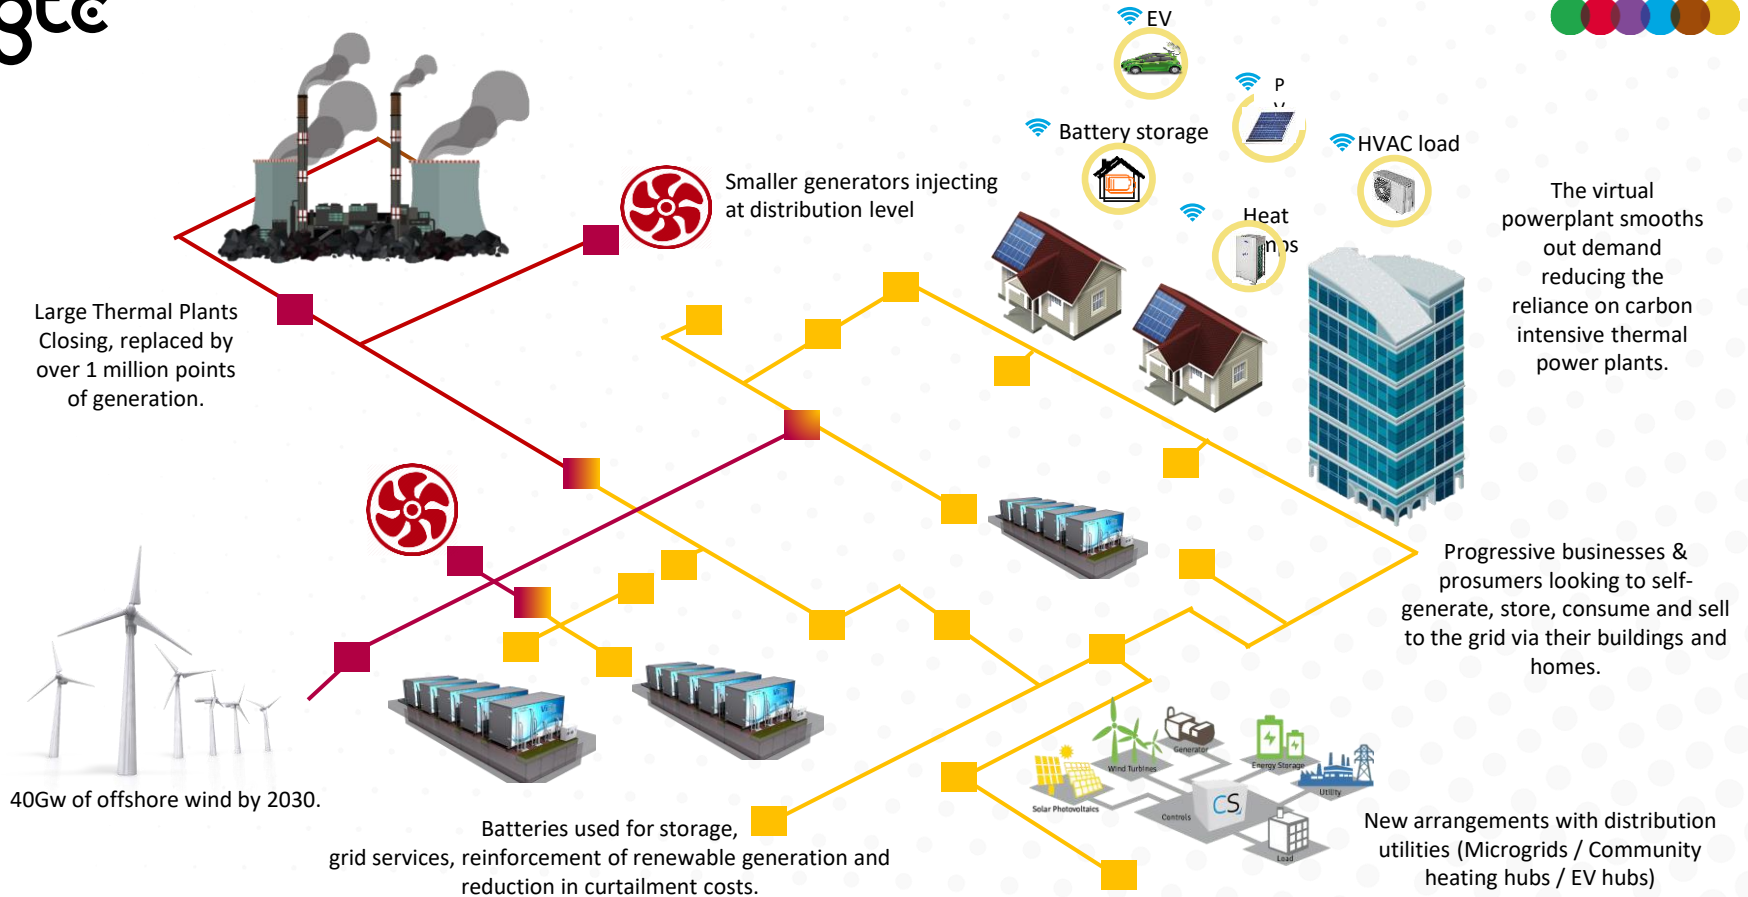 gtc
EV
P
Battery storage
HVAC load
Heat
Smaller generators injecting
at distribution level
The virtual
powerplant smooths
out demand
reducing the
reliance on carbon
intensive thermal
power plants.
Large Thermal Plants
Closing, replaced by
over 1 million points
of generation.
Progressive businesses &
prosumers looking to self-
generate, store, consume and sell
to the grid via their buildings and
homes.
40Gw of offshore wind by 2030.
Batteries used for storage,
grid services, reinforcement of renewable generation and
reduction in curtailment costs.
Generator
Wind Turbines
Energy Storage
Solar Photovoltaics
Utility
Controls
CS
Load
New arrangements with distribution
utilities (Microgrids / Community
heating hubs / EV hubs)